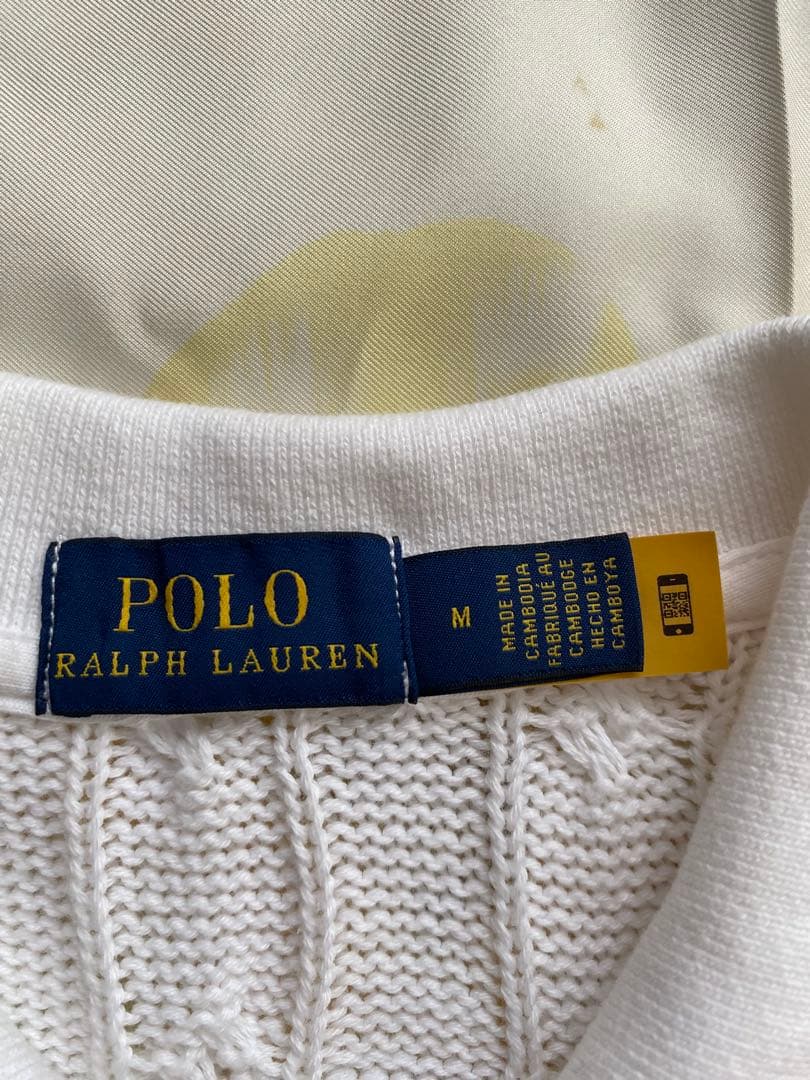 POLO
RALPH LAUREN
M
MADE IN
CAMBODIA
FABRIQUÉ AU
CAMBODGE
HECHO EN
CAMBOYA